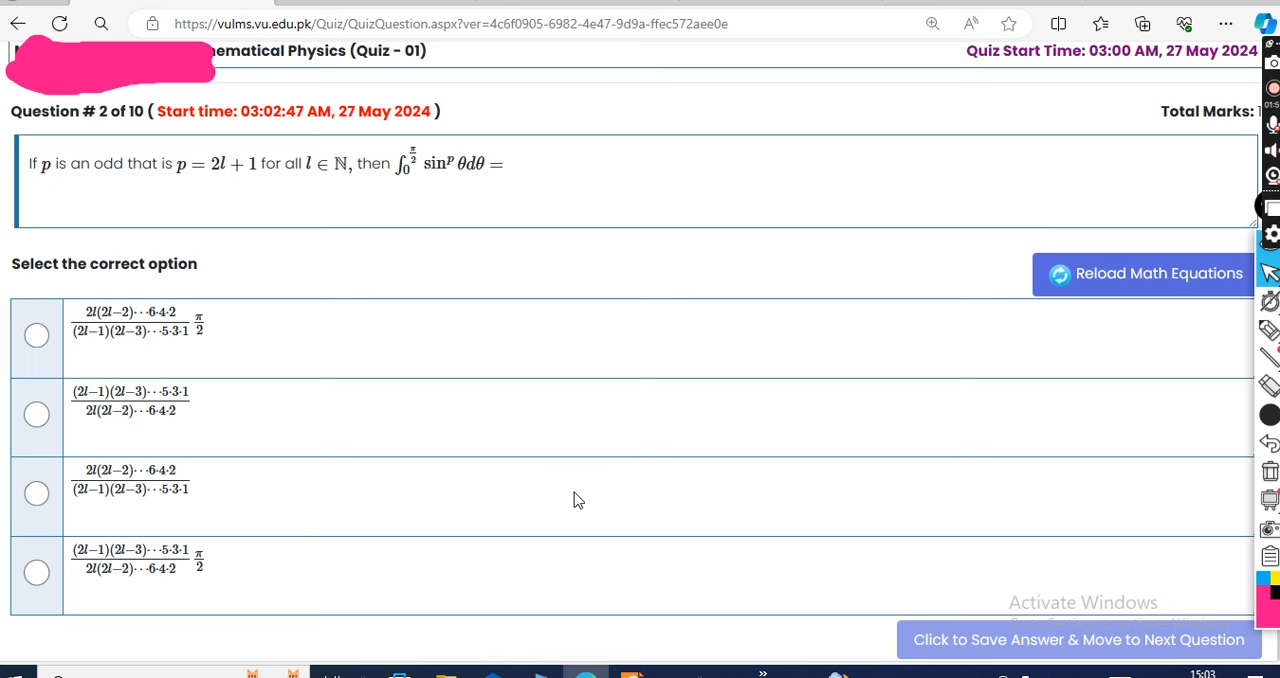 https://vulms.vu.edu.pk/Quiz/QuizQuestion.aspx?ver=4c6f0905-6982-4e47-9d9a-ffec572aee0e
ematical Physics (Quiz - 01)
Quiz Start Time: 03:00 AM, 27 May 2024
Question # 2 of 10 ( Start time: 03:02:47 AM, 27 May 2024 )
Total Marks: 1
If p is an odd that is p = 2l + 1 for all l ∈ ℕ, then ∫₀^(π/2) sin^p θdθ =
Select the correct option
Reload Math Equations
2l(2l−2)⋯6·4·2 / (2l−1)(2l−3)⋯5·3·1 π/2
(2l−1)(2l−3)⋯5·3·1 / 2l(2l−2)⋯6·4·2
2l(2l−2)⋯6·4·2 / (2l−1)(2l−3)⋯5·3·1
(2l−1)(2l−3)⋯5·3·1 / 2l(2l−2)⋯6·4·2 π/2
Activate Windows
Click to Save Answer & Move to Next Question
15:03